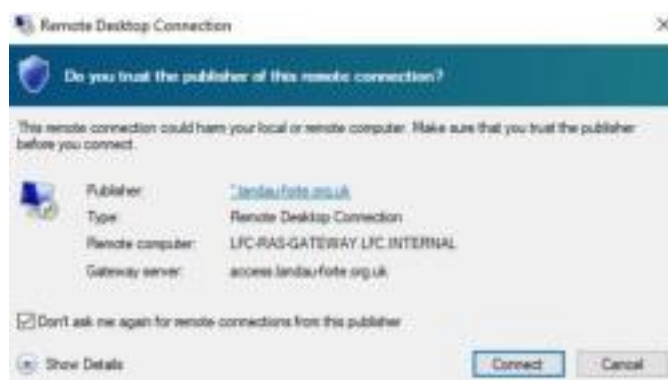 Remote Desktop Connection
Do you trust the publisher of this remote connection?
This remote connection could harm your local or remote computer. Make sure that you trust the publisher
before you connect.
Publisher: *.landau-forte.org.uk
Type: Remote Desktop Connection
Remote computer: LFC-RAS-GATEWAY.LFC.INTERNAL
Gateway server: access.landau-forte.org.uk
Don't ask me again for remote connections from this publisher
Show Details
Connect
Cancel